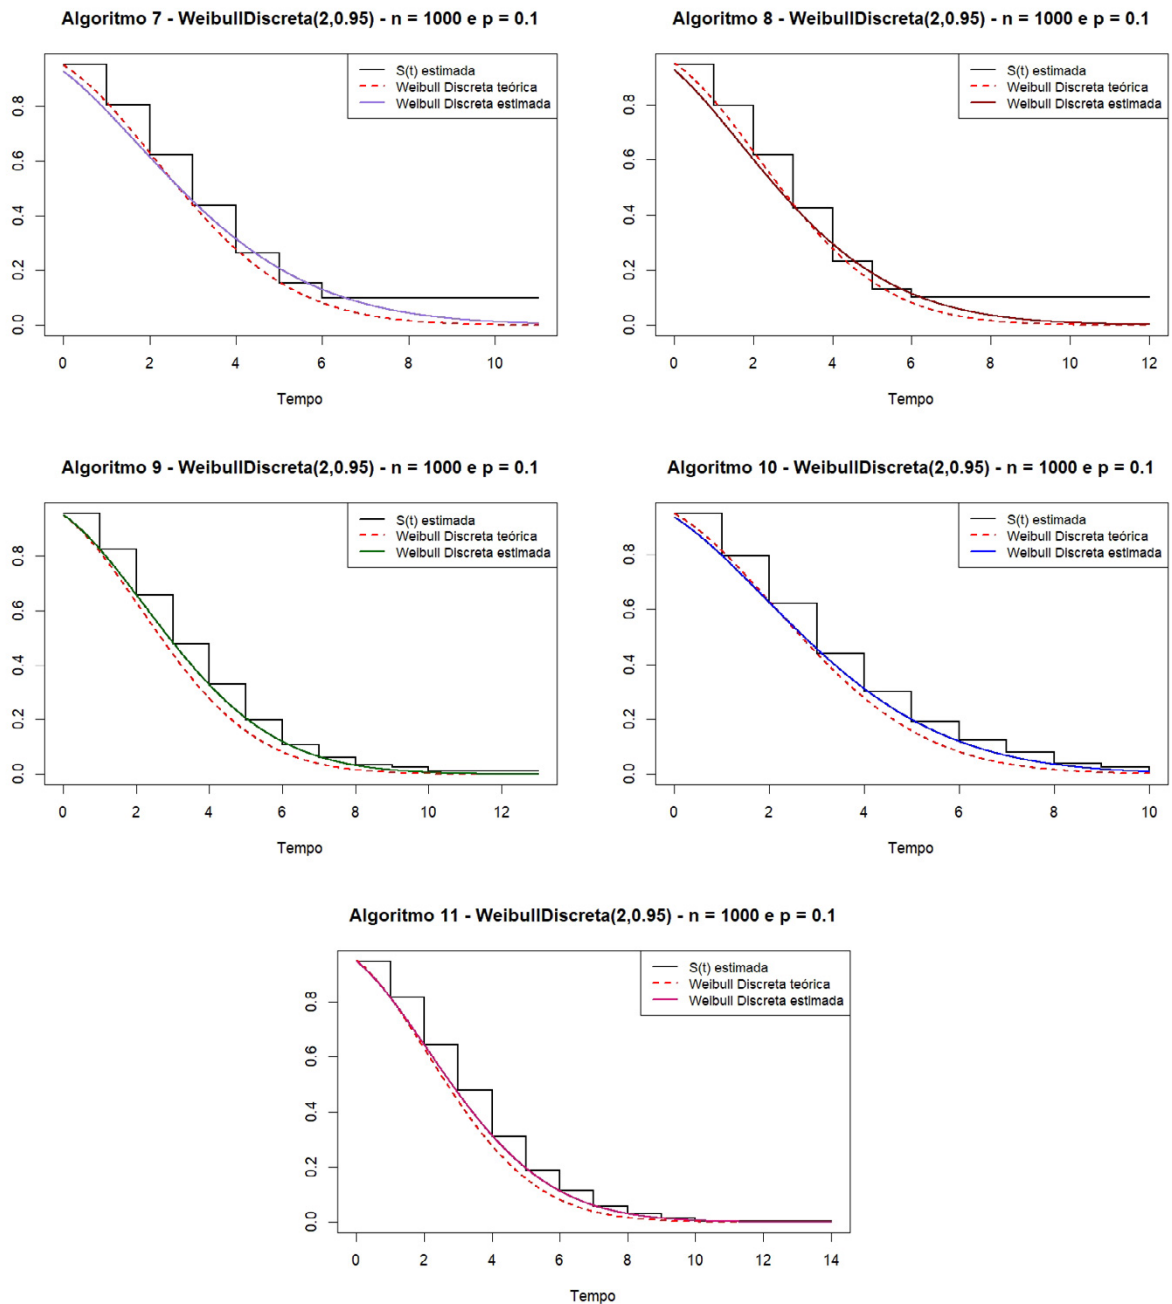 Algoritmo 7 - WeibullDiscreta(2,0.95) - n = 1000 e p = 0.1
S(t) estimada
Weibull Discreta teórica
Weibull Discreta estimada
0.8
0.6
0.4
0.2
0.0
0 2 4 6 8 10
Tempo
Algoritmo 8 - WeibullDiscreta(2,0.95) - n = 1000 e p = 0.1
S(t) estimada
Weibull Discreta teórica
Weibull Discreta estimada
0.8
0.6
0.4
0.2
0.0
0 2 4 6 8 10 12
Tempo
Algoritmo 9 - WeibullDiscreta(2,0.95) - n = 1000 e p = 0.1
S(t) estimada
Weibull Discreta teórica
Weibull Discreta estimada
0.8
0.6
0.4
0.2
0.0
0 2 4 6 8 10 12
Tempo
Algoritmo 10 - WeibullDiscreta(2,0.95) - n = 1000 e p = 0.1
S(t) estimada
Weibull Discreta teórica
Weibull Discreta estimada
0.8
0.6
0.4
0.2
0.0
0 2 4 6 8 10
Tempo
Algoritmo 11 - WeibullDiscreta(2,0.95) - n = 1000 e p = 0.1
S(t) estimada
Weibull Discreta teórica
Weibull Discreta estimada
0.8
0.6
0.4
0.2
0.0
0 2 4 6 8 10 12 14
Tempo